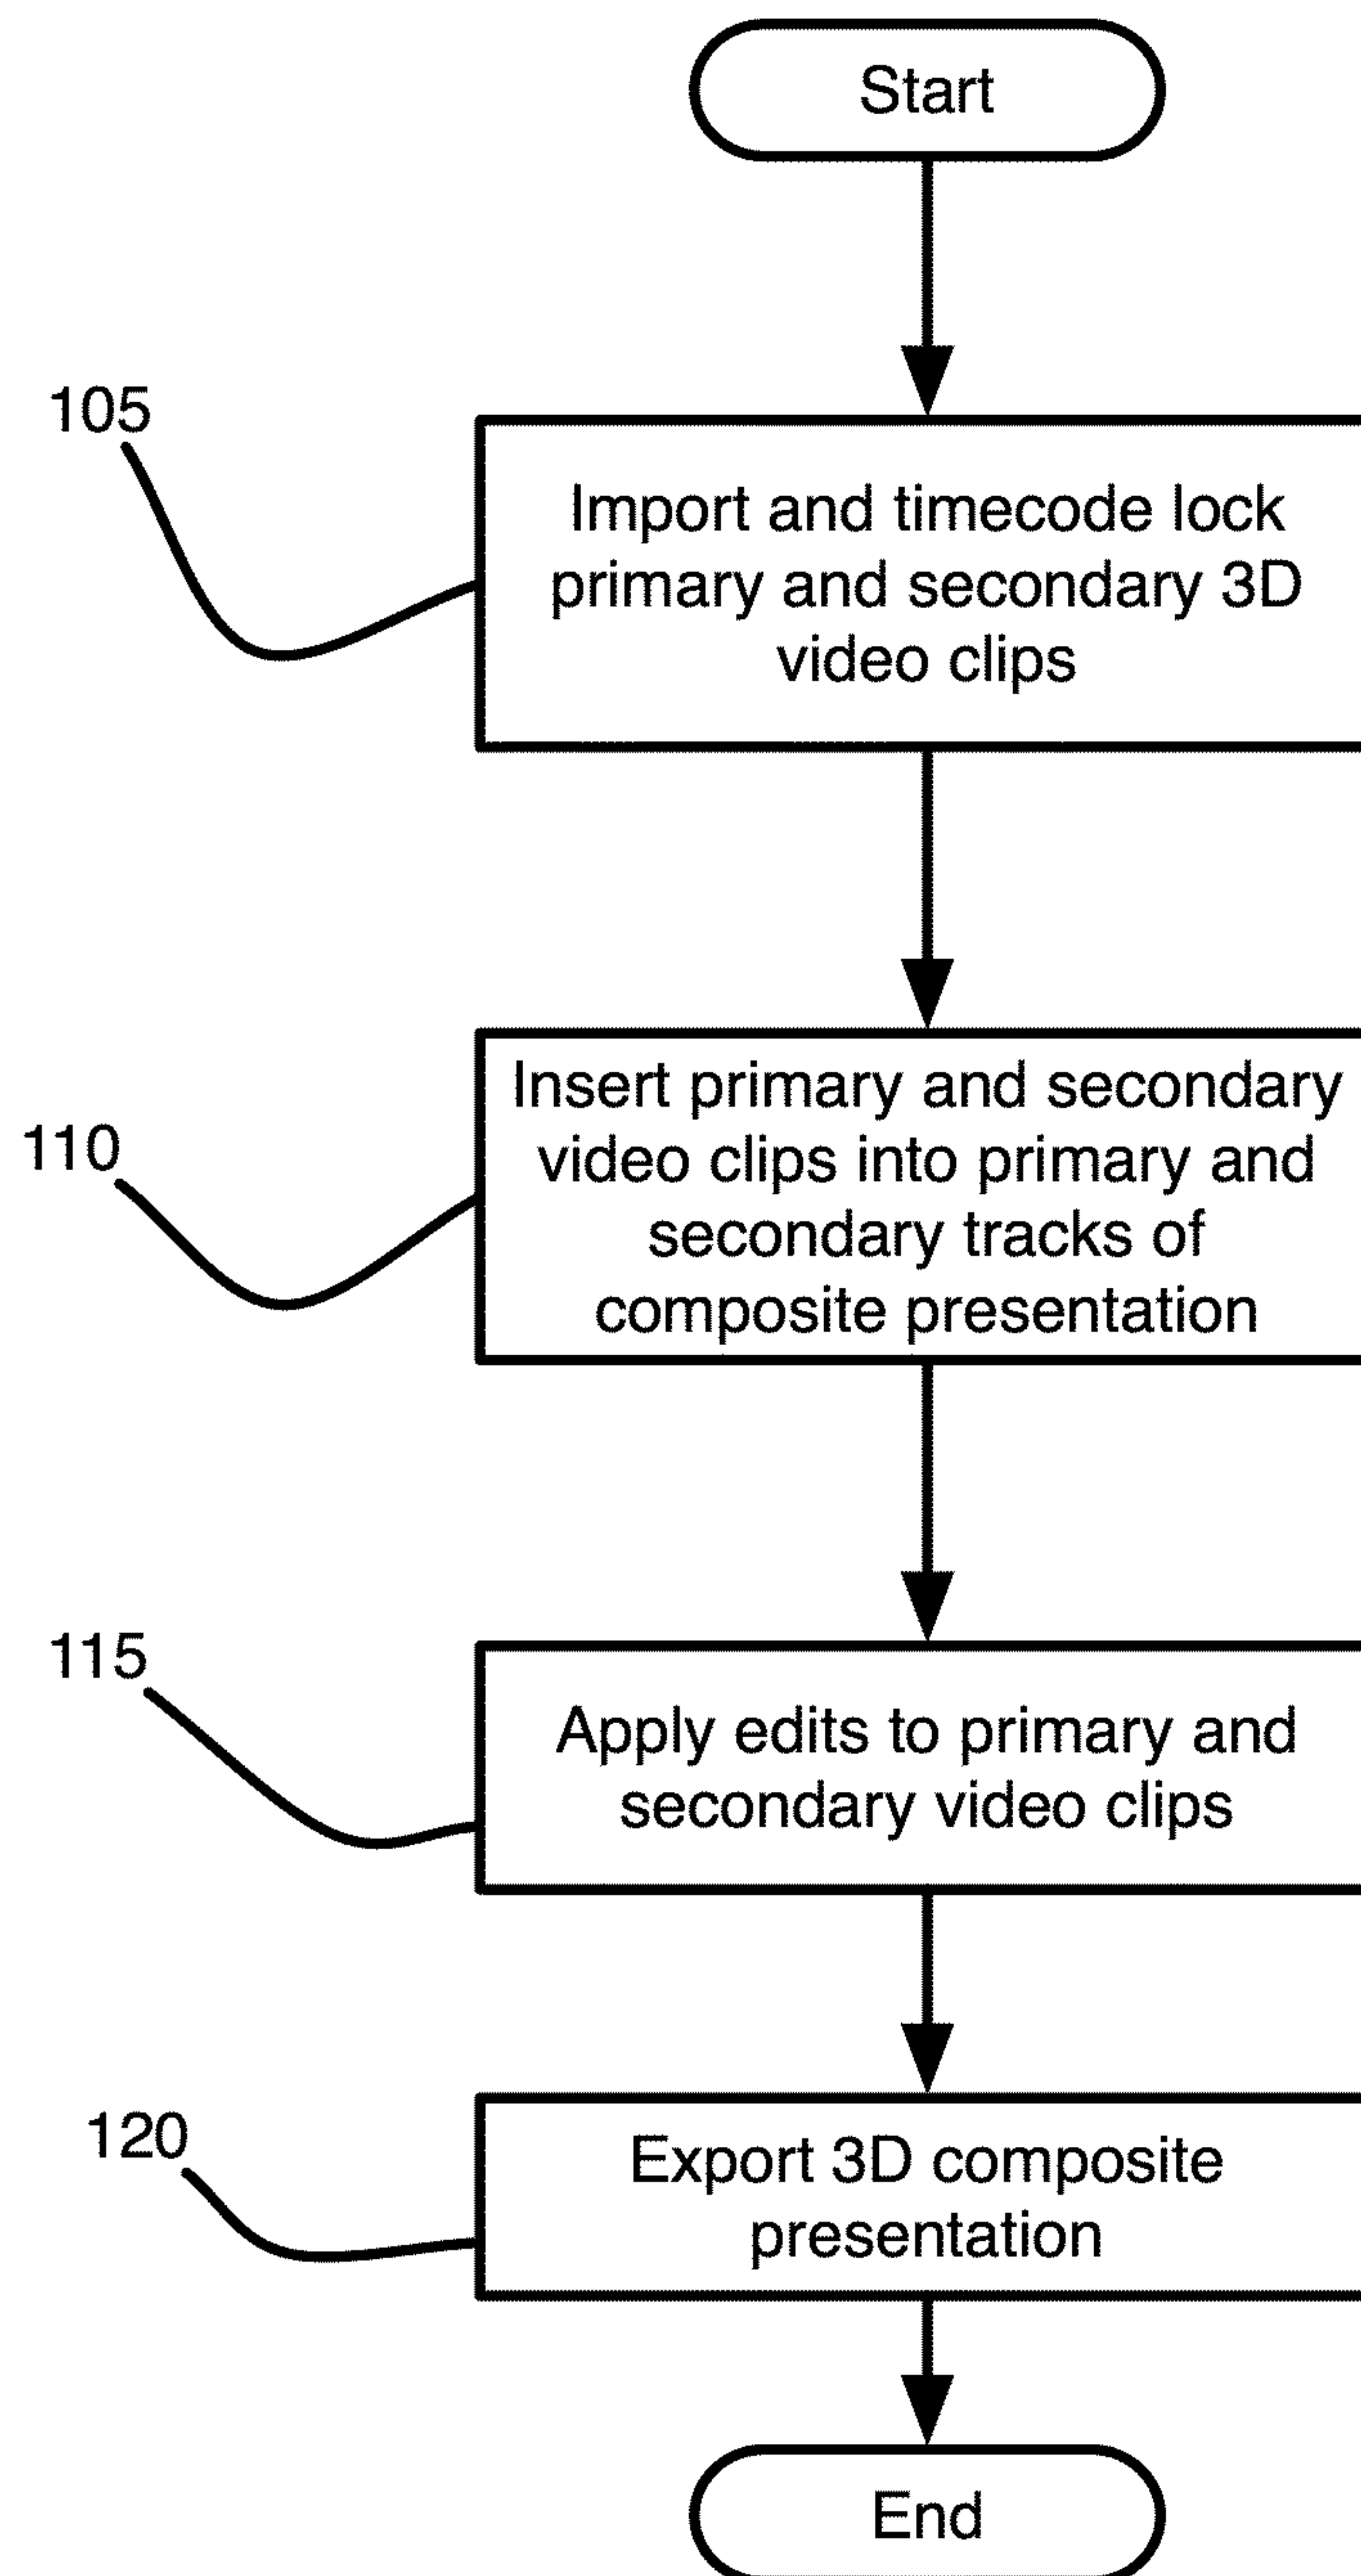 Start
105
Import and timecode lock
primary and secondary 3D
video clips
110
Insert primary and secondary
video clips into primary and
secondary tracks of
composite presentation
115
Apply edits to primary and
secondary video clips
120
Export 3D composite
presentation
End